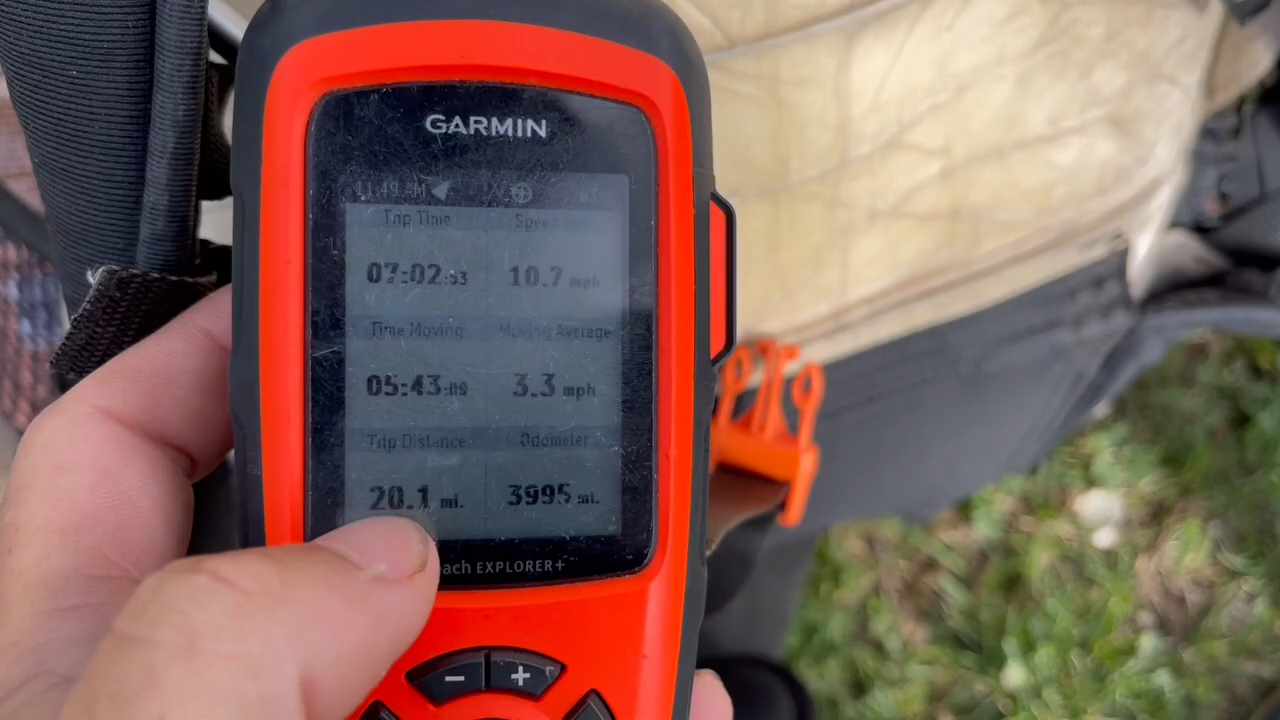 GARMIN
11:49 AM
Trip Time
07:02:53 10.7 mph
Time Moving Moving Average
05:43:09 3.3 mph
Trip Distance Odometer
20.1 mi. 3995 mi.
each EXPLORER+
- +